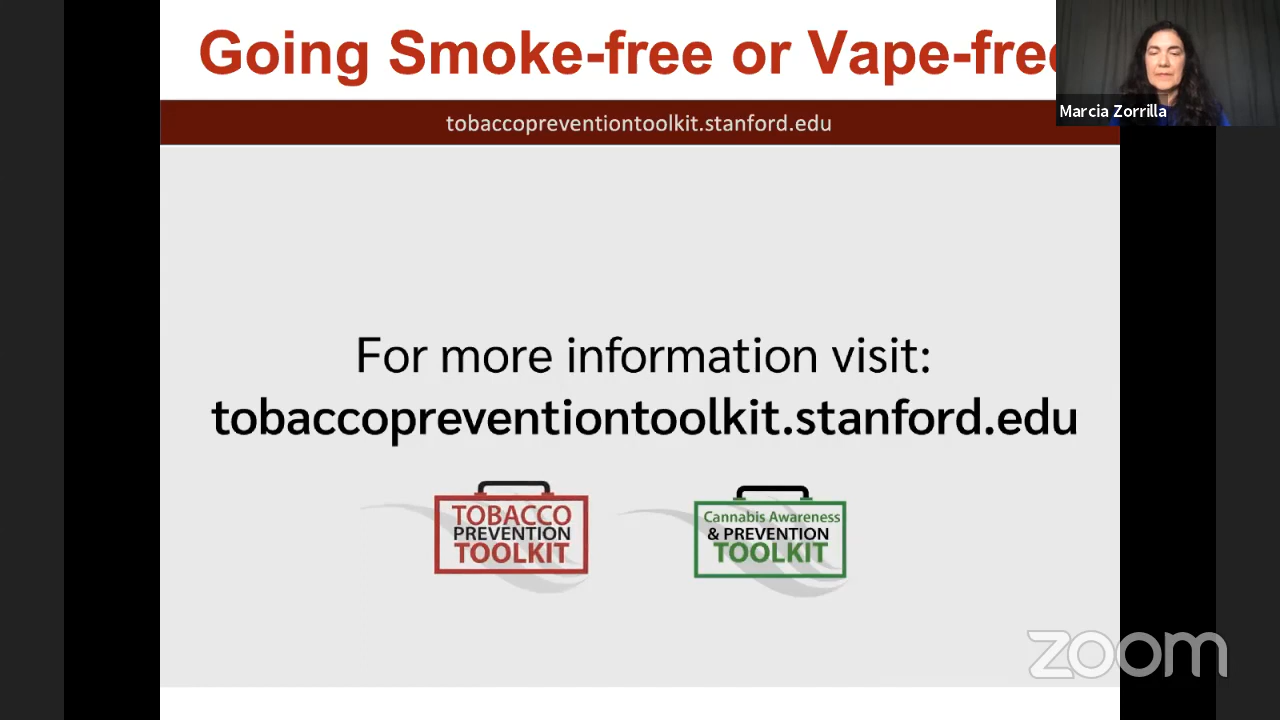 Going Smoke-free or Vape-free
Marcia Zorrilla
tobaccopreventiontoolkit.stanford.edu
For more information visit:
tobaccopreventiontoolkit.stanford.edu
TOBACCO
PREVENTION
TOOLKIT
Cannabis Awareness
& PREVENTION
TOOLKIT
zoom